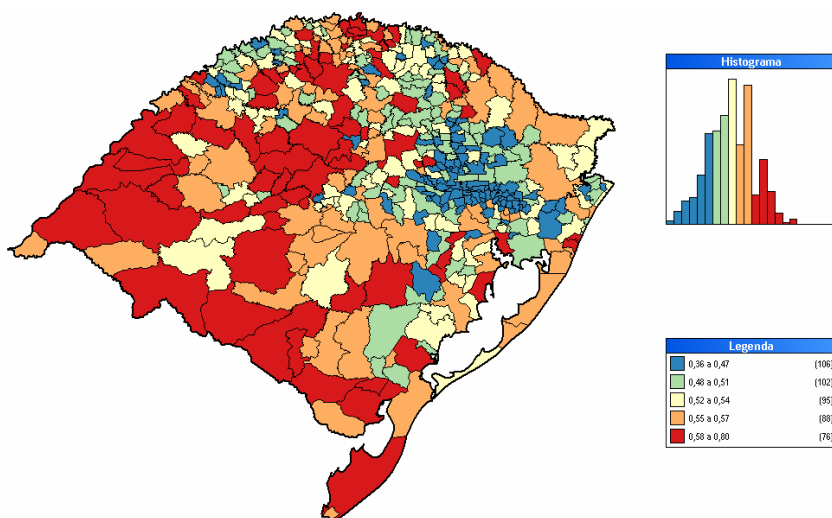 Histograma
Legenda
0,36 a 0,47 (106)
0,48 a 0,51 (102)
0,52 a 0,54 (95)
0,55 a 0,57 (88)
0,58 a 0,80 (76)